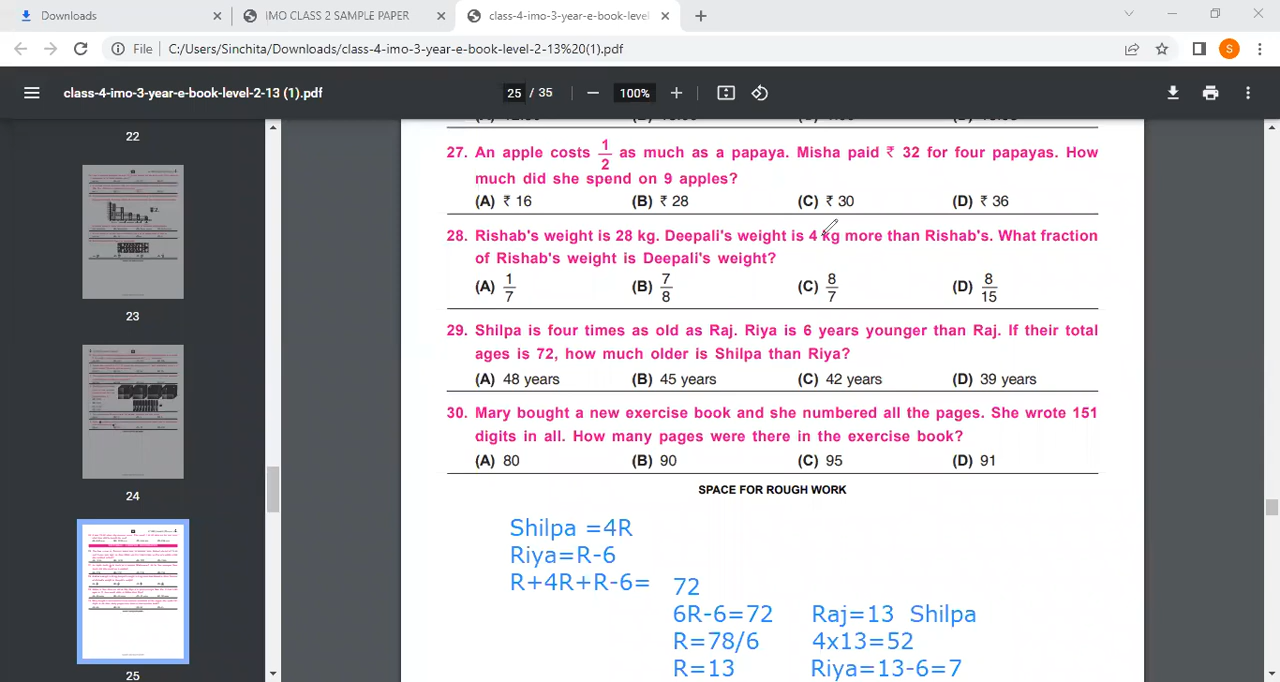 Downloads
IMO CLASS 2 SAMPLE PAPER
class-4-imo-3-year-e-book-level
File
C:/Users/Sinchita/Downloads/class-4-imo-3-year-e-book-level-2-13%20(1).pdf
S
class-4-imo-3-year-e-book-level-2-13 (1).pdf
25 / 35
100%
22
23
24
25
27. An apple costs 1/2 as much as a papaya. Misha paid ₹ 32 for four papayas. How
much did she spend on 9 apples?
(A) ₹ 16 (B) ₹ 28 (C) ₹ 30 (D) ₹ 36
28. Rishab's weight is 28 kg. Deepali's weight is 4 kg more than Rishab's. What fraction
of Rishab's weight is Deepali's weight?
(A) 1/7 (B) 7/8 (C) 8/7 (D) 8/15
29. Shilpa is four times as old as Raj. Riya is 6 years younger than Raj. If their total
ages is 72, how much older is Shilpa than Riya?
(A) 48 years (B) 45 years (C) 42 years (D) 39 years
30. Mary bought a new exercise book and she numbered all the pages. She wrote 151
digits in all. How many pages were there in the exercise book?
(A) 80 (B) 90 (C) 95 (D) 91
SPACE FOR ROUGH WORK
Shilpa =4R
Riya=R-6
R+4R+R-6=
72
6R-6=72
R=78/6
R=13
Raj=13 Shilpa
4x13=52
Riya=13-6=7